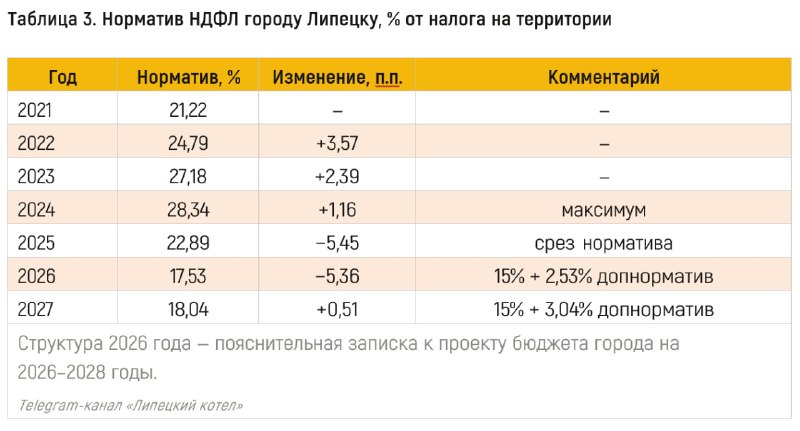 Таблица 3. Норматив НДФЛ городу Липецку, % от налога на территории
Год Норматив, % Изменение, п.п. Комментарий
2021 21,22 – –
2022 24,79 +3,57 –
2023 27,18 +2,39 –
2024 28,34 +1,16 максимум
2025 22,89 −5,45 срез норматива
2026 17,53 −5,36 15% + 2,53% допнорматив
2027 18,04 +0,51 15% + 3,04% допнорматив
Структура 2026 года — пояснительная записка к проекту бюджета города на
2026–2028 годы.
Telegram-канал «Липецкий котел»